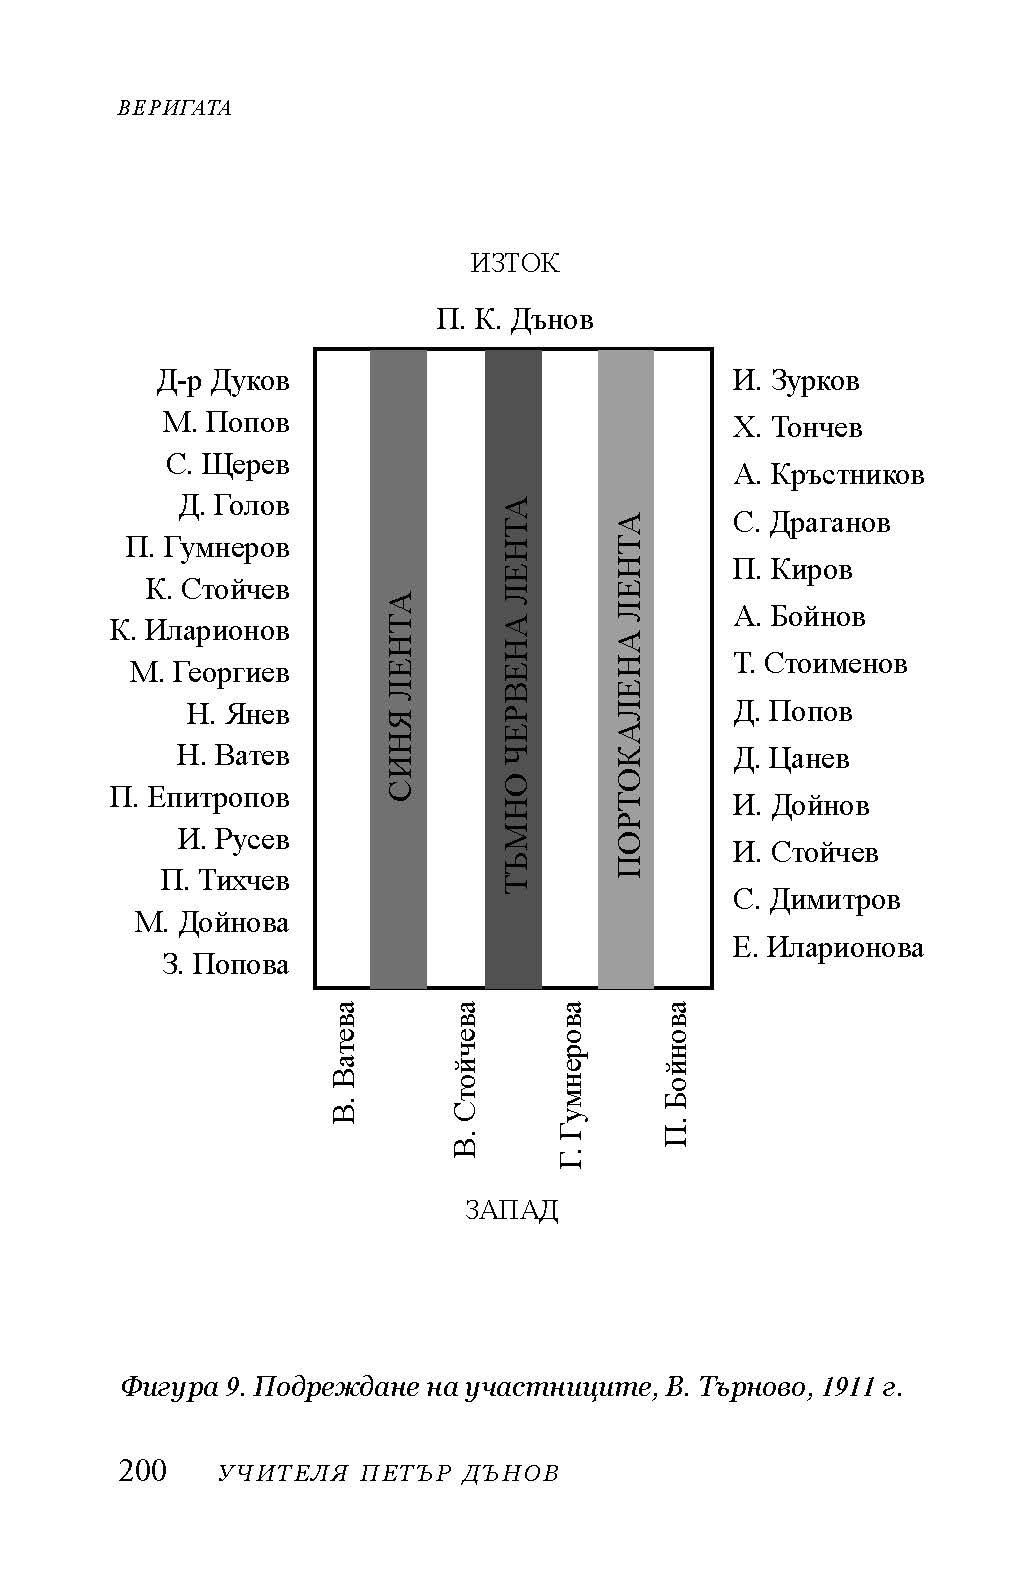 ВЕРИГАТА
ИЗТОК
П. К. Дънов
Д-р Дуков
М. Попов
С. Щерев
Д. Голов
П. Гумнеров
К. Стойчев
К. Иларионов
М. Георгиев
Н. Янев
Н. Ватев
П. Епитропов
И. Русев
П. Тихчев
М. Дойнова
З. Попова
СИНЯ ЛЕНТА
ТЪМНО ЧЕРВЕНА ЛЕНТА
ПОРТОКАЛЕНА ЛЕНТА
И. Зурков
Х. Тончев
А. Кръстников
С. Драганов
П. Киров
А. Бойнов
Т. Стоименов
Д. Попов
Д. Цанев
И. Дойнов
И. Стойчев
С. Димитров
Е. Иларионова
В. Ватева
В. Стойчева
Г. Гумнерова
П. Бойнова
ЗАПАД
Фигура 9. Подреждане на участниците, В. Търново, 1911 г.
200 УЧИТЕЛЯ ПЕТЪР ДЪНОВ